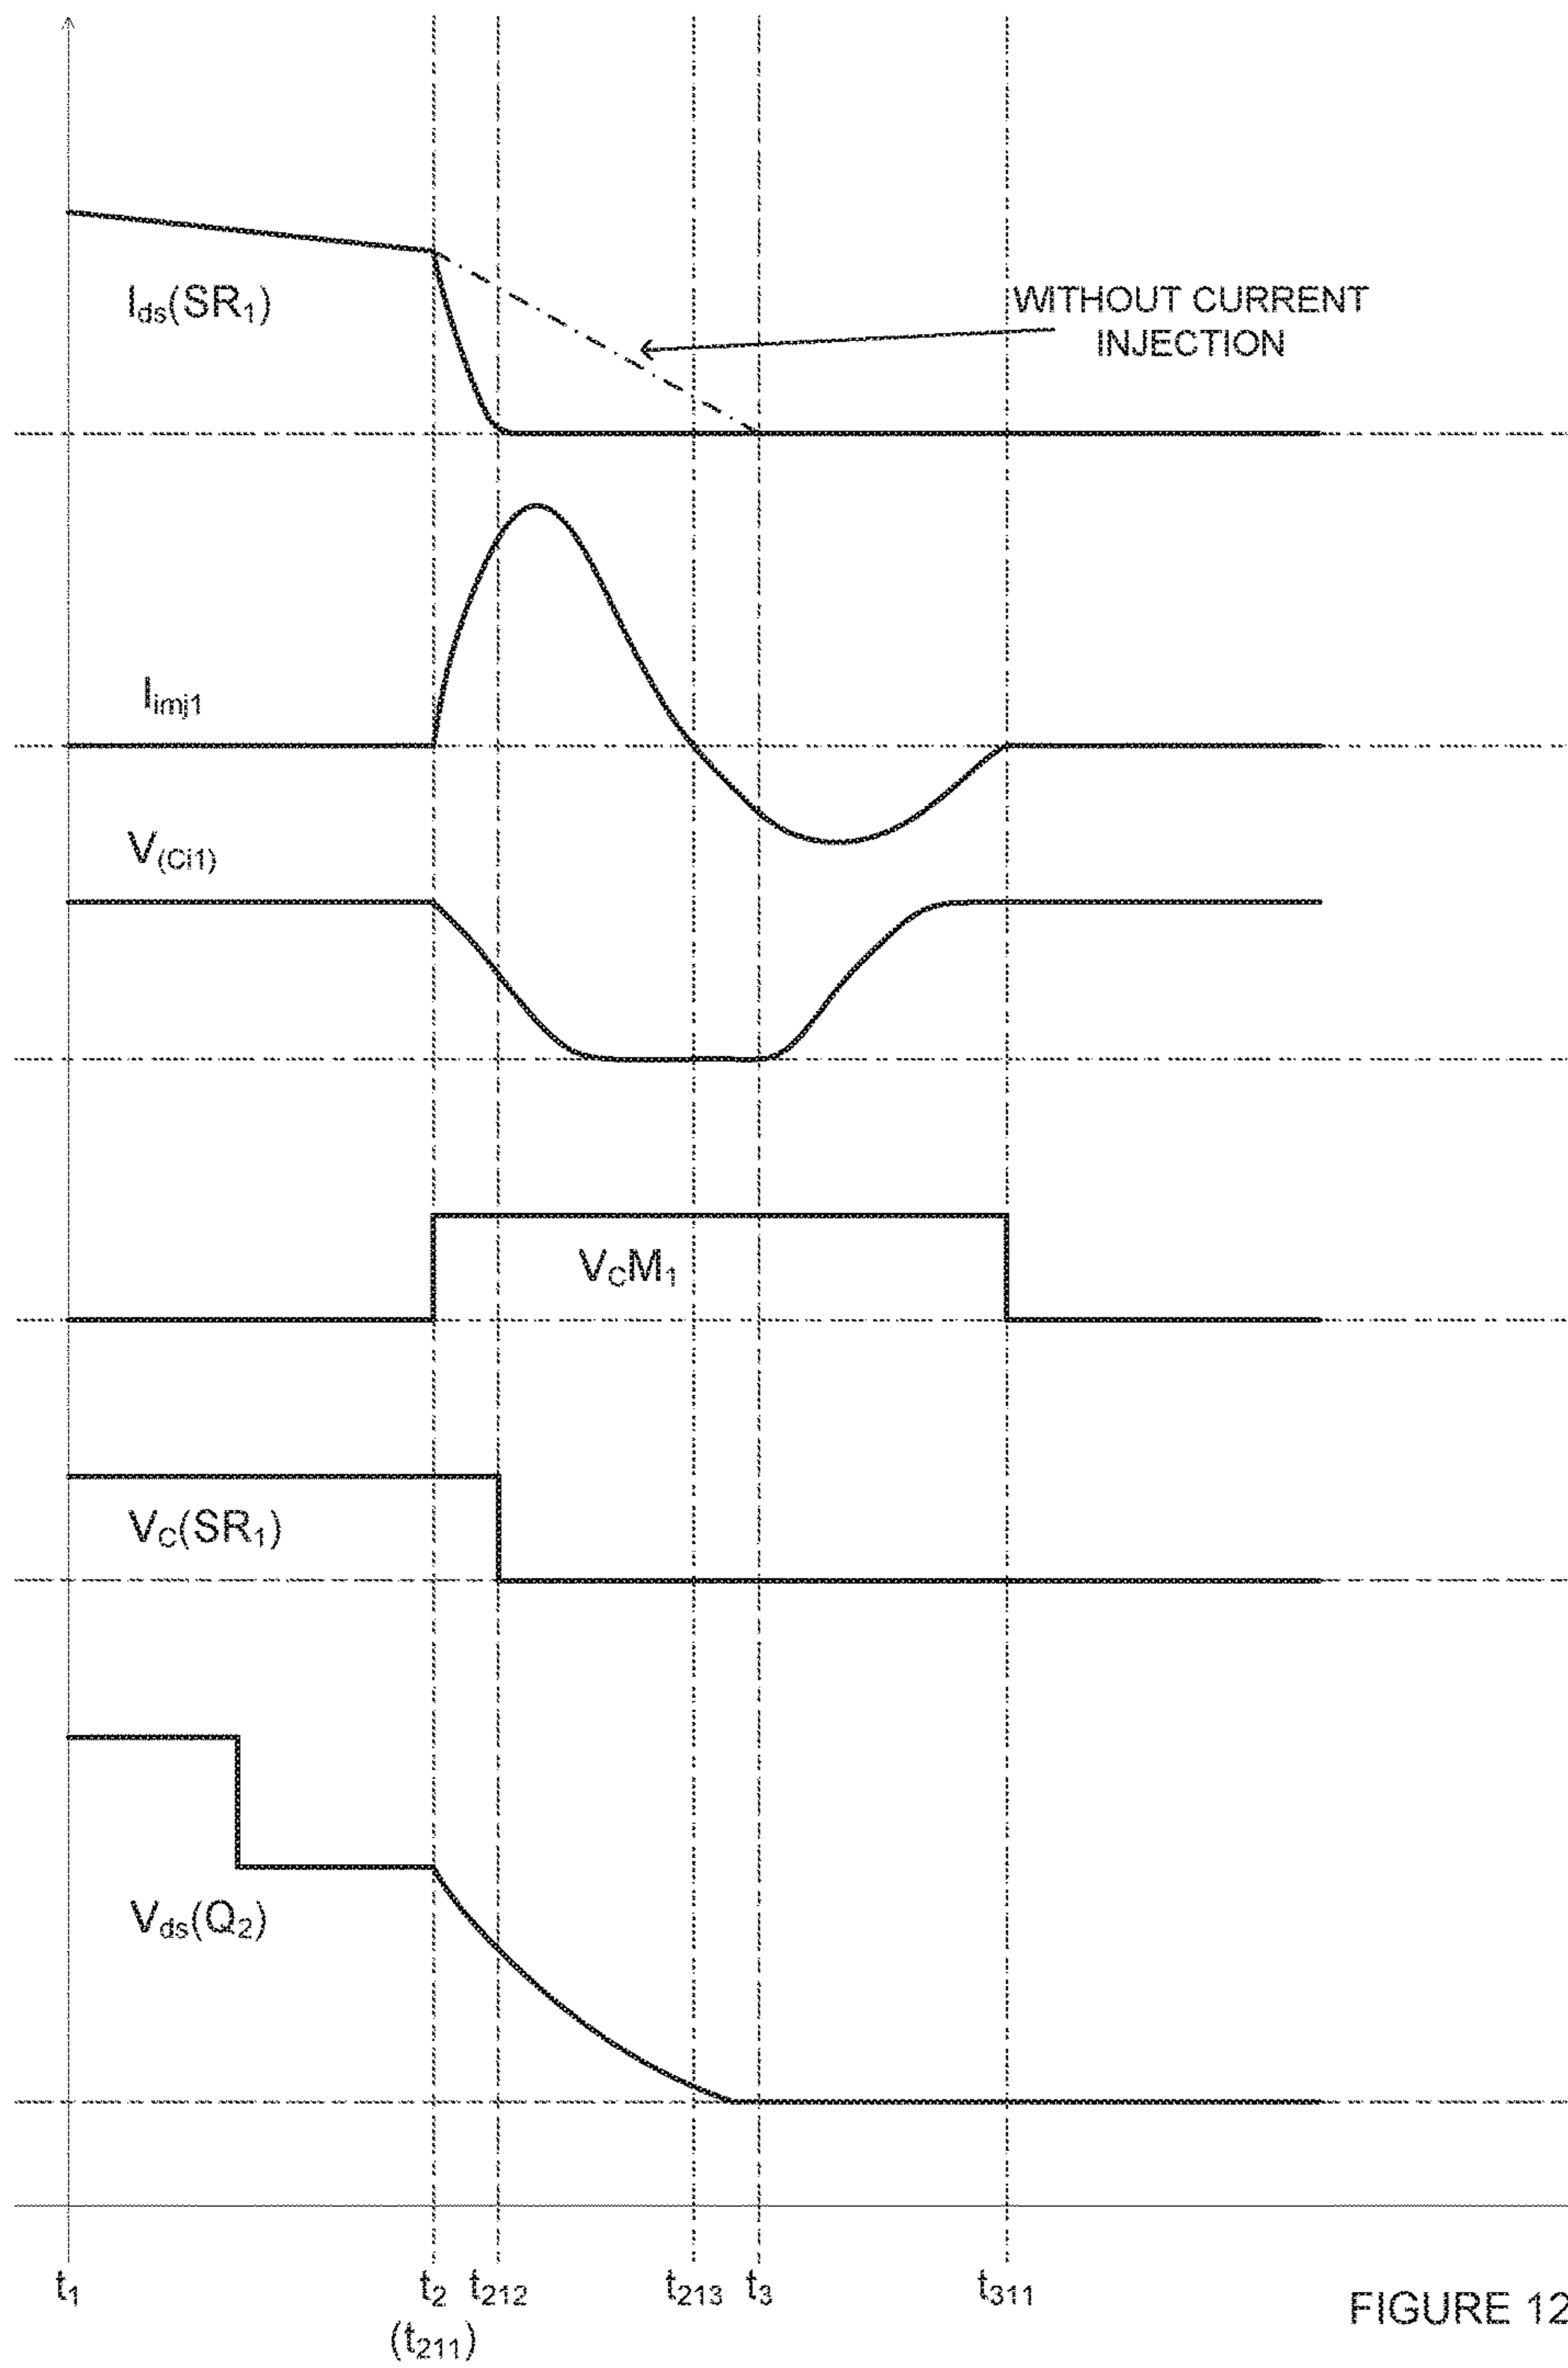 Ids(SR1)
WITHOUT CURRENT
INJECTION
Iimj1
V(Ci1)
VCM1
VC(SR1)
Vds(Q2)
t1 t2 t212 t213 t3 t311
(t211)
FIGURE 12